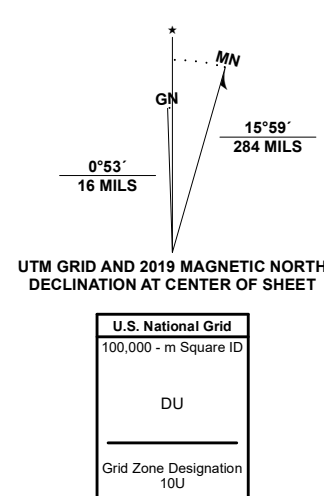 MN
GN
15°59´
284 MILS
0°53´
16 MILS
UTM GRID AND 2019 MAGNETIC NORTH
DECLINATION AT CENTER OF SHEET
U.S. National Grid
100,000 - m Square ID
DU
Grid Zone Designation
10U